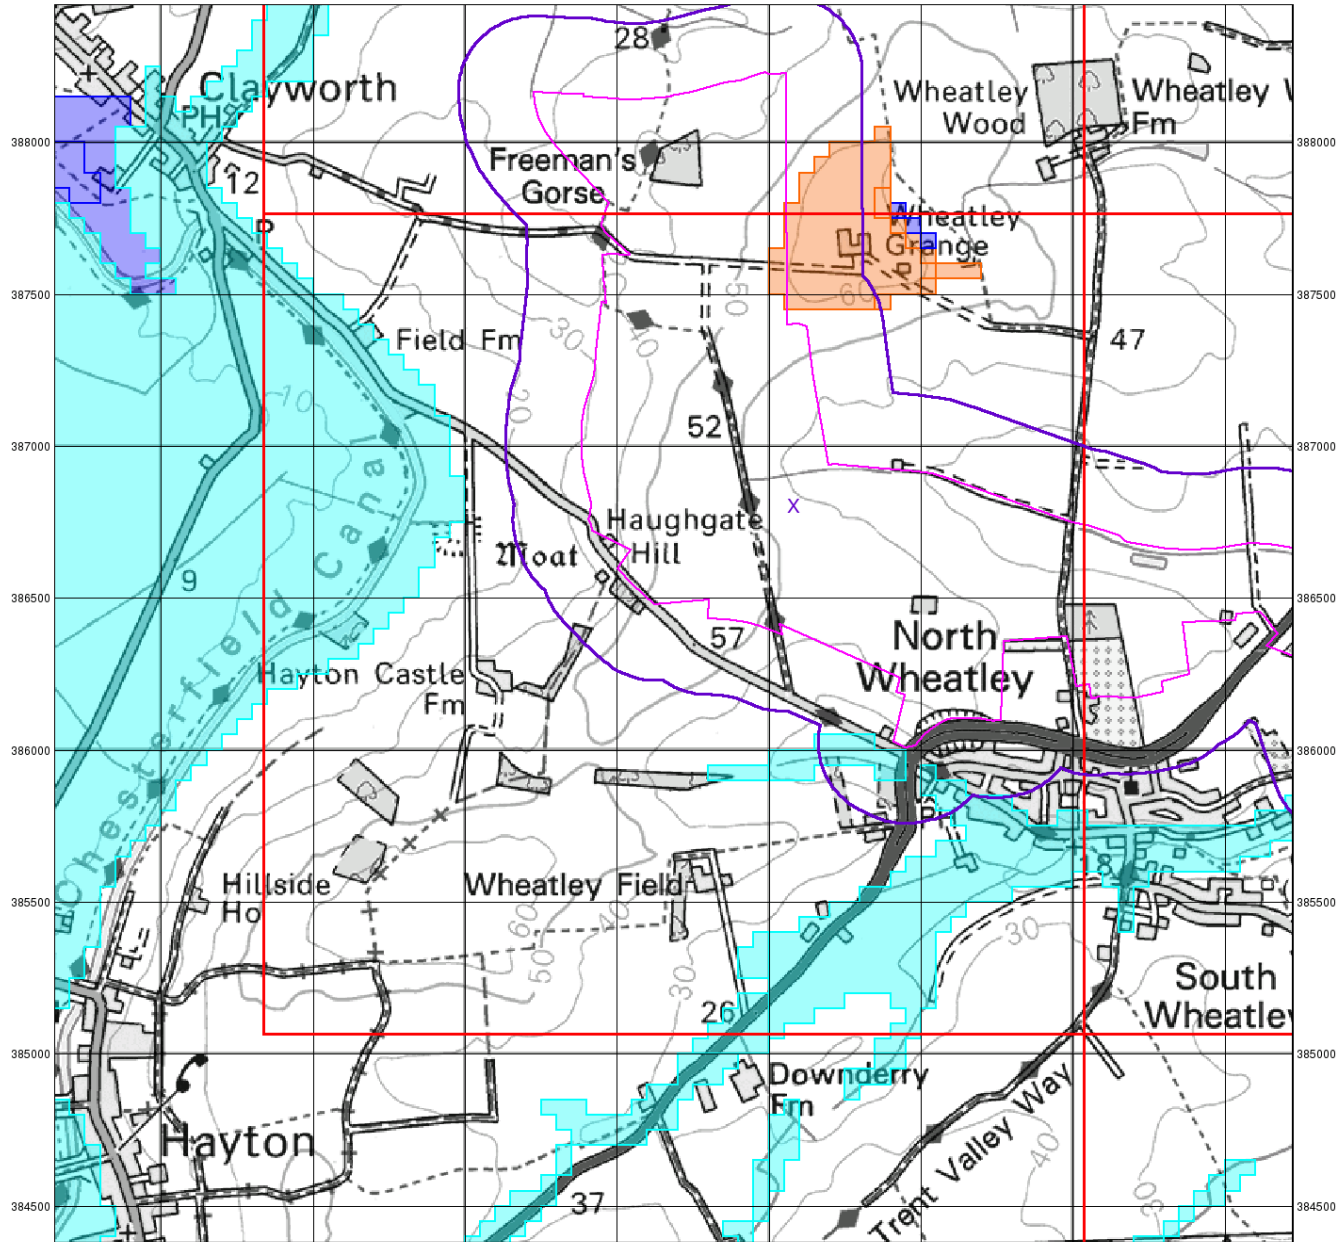 28
Clayworth
PH
Wheatley
Wood
Wheatley W
Fm
388000
388000
Freeman's
Gorse
12
Wheatley
Grange
387500
387500
50
60
30
40
Field Fm
47
20
10
52
387000
387000
x
Haughgate
Hill
Moat
9
386500
386500
Chesterfield Canal
57
North
Wheatley
Hayton Castle
Fm
386000
386000
18
Hillside
Ho
Wheatley Field
385500
385500
60
40
50
30
30
South
Wheatley
26
385000
385000
Downderry
Fm
Trent Valley Way
Hayton
40
30
37
384500
384500